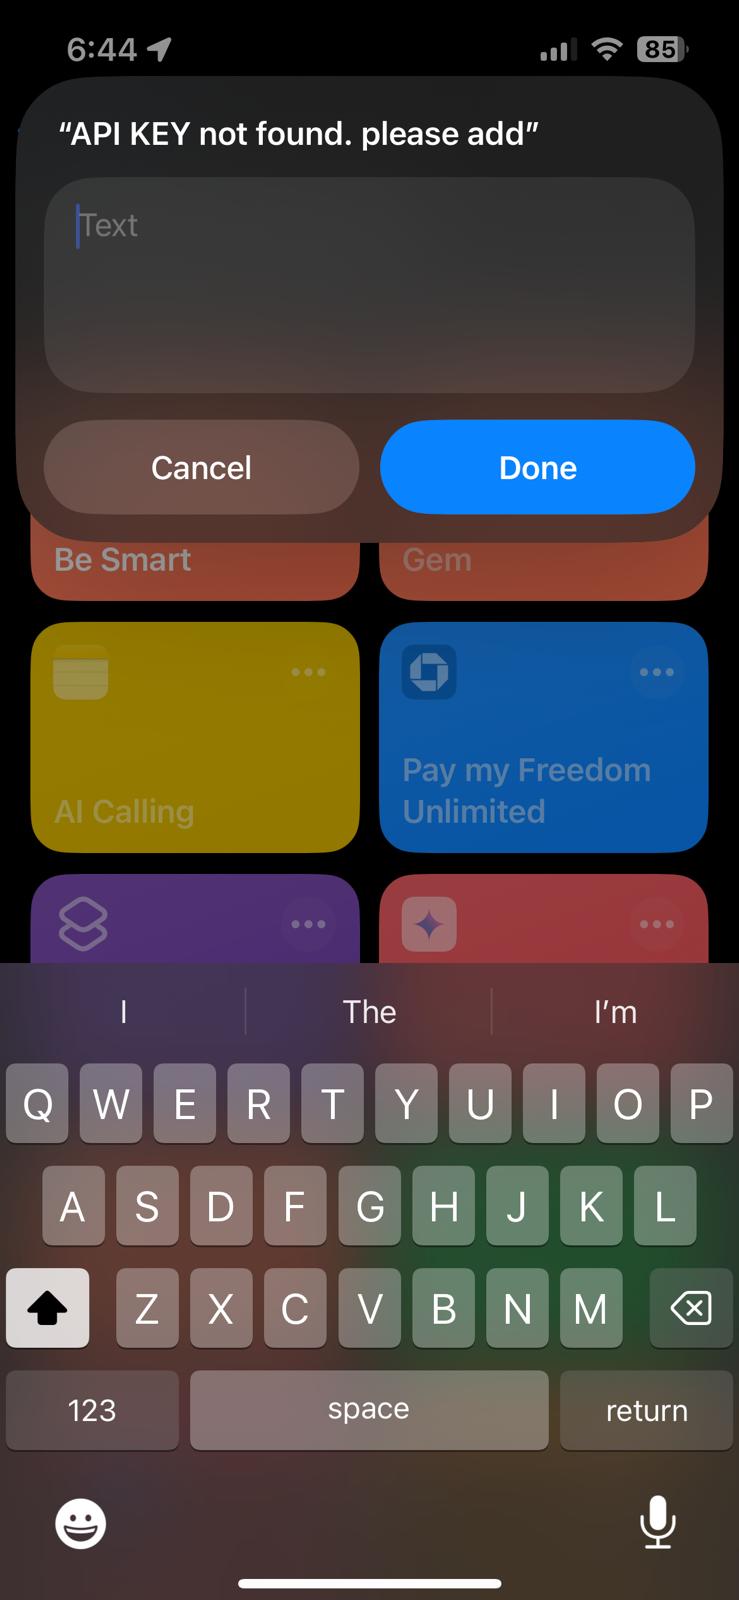 6:44
85
“API KEY not found. please add”
Text
Cancel
Done
Be Smart
Gem
AI Calling
Pay my Freedom
Unlimited
I
The
I’m
Q W E R T Y U I O P
A S D F G H J K L
Z X C V B N M
123
space
return